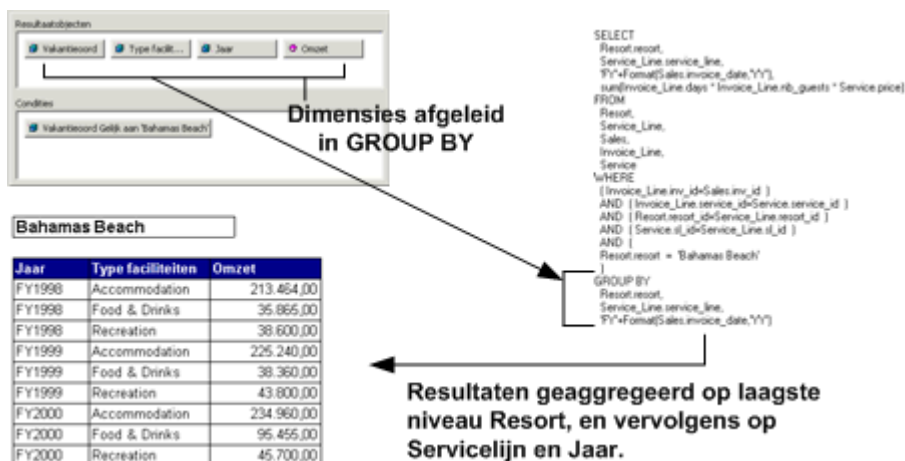 Resultaatobjecten
Vakantieoord
Type facilit...
Jaar
Omzet
Condities
Vakantieoord Gelijk aan 'Bahamas Beach'
Dimensies afgeleid
in GROUP BY
SELECT
Resort.resort,
Service_Line.service_line,
'FY'+Format(Sales.invoice_date,'YY'),
sum(Invoice_Line.days * Invoice_Line.nb_guests * Service.price)
FROM
Resort,
Service_Line,
Sales,
Invoice_Line,
Service
WHERE
( Invoice_Line.inv_id=Sales.inv_id )
AND ( Invoice_Line.service_id=Service.service_id )
AND ( Resort.resort_id=Service_Line.resort_id )
AND ( Service.sl_id=Service_Line.sl_id )
AND (
Resort.resort = 'Bahamas Beach'
)
GROUP BY
Resort.resort,
Service_Line.service_line,
'FY'+Format(Sales.invoice_date,'YY')
Bahamas Beach
Jaar Type faciliteiten Omzet
FY1998 Accommodation 213.464,00
FY1998 Food & Drinks 35.865,00
FY1998 Recreation 38.600,00
FY1999 Accommodation 225.240,00
FY1999 Food & Drinks 38.360,00
FY1999 Recreation 43.800,00
FY2000 Accommodation 234.960,00
FY2000 Food & Drinks 95.455,00
FY2000 Recreation 45.700,00
Resultaten geaggregeerd op laagste
niveau Resort, en vervolgens op
Servicelijn en Jaar.